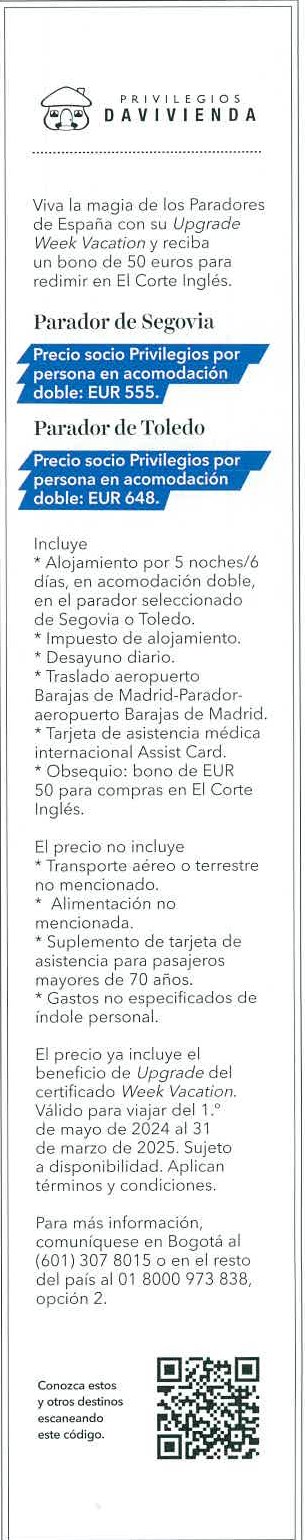 PRIVILEGIOS
DAVIVIENDA
Viva la magia de los Paradores
de España con su Upgrade
Week Vacation y reciba
un bono de 50 euros para
redimir en El Corte Inglés.
Parador de Segovia
Precio socio Privilegios por
persona en acomodación
doble: EUR 555.
Parador de Toledo
Precio socio Privilegios por
persona en acomodación
doble: EUR 648.
Incluye
* Alojamiento por 5 noches/6
días, en acomodación doble,
en el parador seleccionado
de Segovia o Toledo.
* Impuesto de alojamiento.
* Desayuno diario.
* Traslado aeropuerto
Barajas de Madrid-Parador-
aeropuerto Barajas de Madrid.
* Tarjeta de asistencia médica
internacional Assist Card.
* Obsequio: bono de EUR
50 para compras en El Corte
Inglés.
El precio no incluye
* Transporte aéreo o terrestre
no mencionado.
* Alimentación no
mencionada.
* Suplemento de tarjeta de
asistencia para pasajeros
mayores de 70 años.
* Gastos no especificados de
índole personal.
El precio ya incluye el
beneficio de Upgrade del
certificado Week Vacation.
Válido para viajar del 1.°
de mayo de 2024 al 31
de marzo de 2025. Sujeto
a disponibilidad. Aplican
términos y condiciones.
Para más información,
comuníquese en Bogotá al
(601) 307 8015 o en el resto
del país al 01 8000 973 838,
opción 2.
Conozca estos
y otros destinos
escaneando
este código.